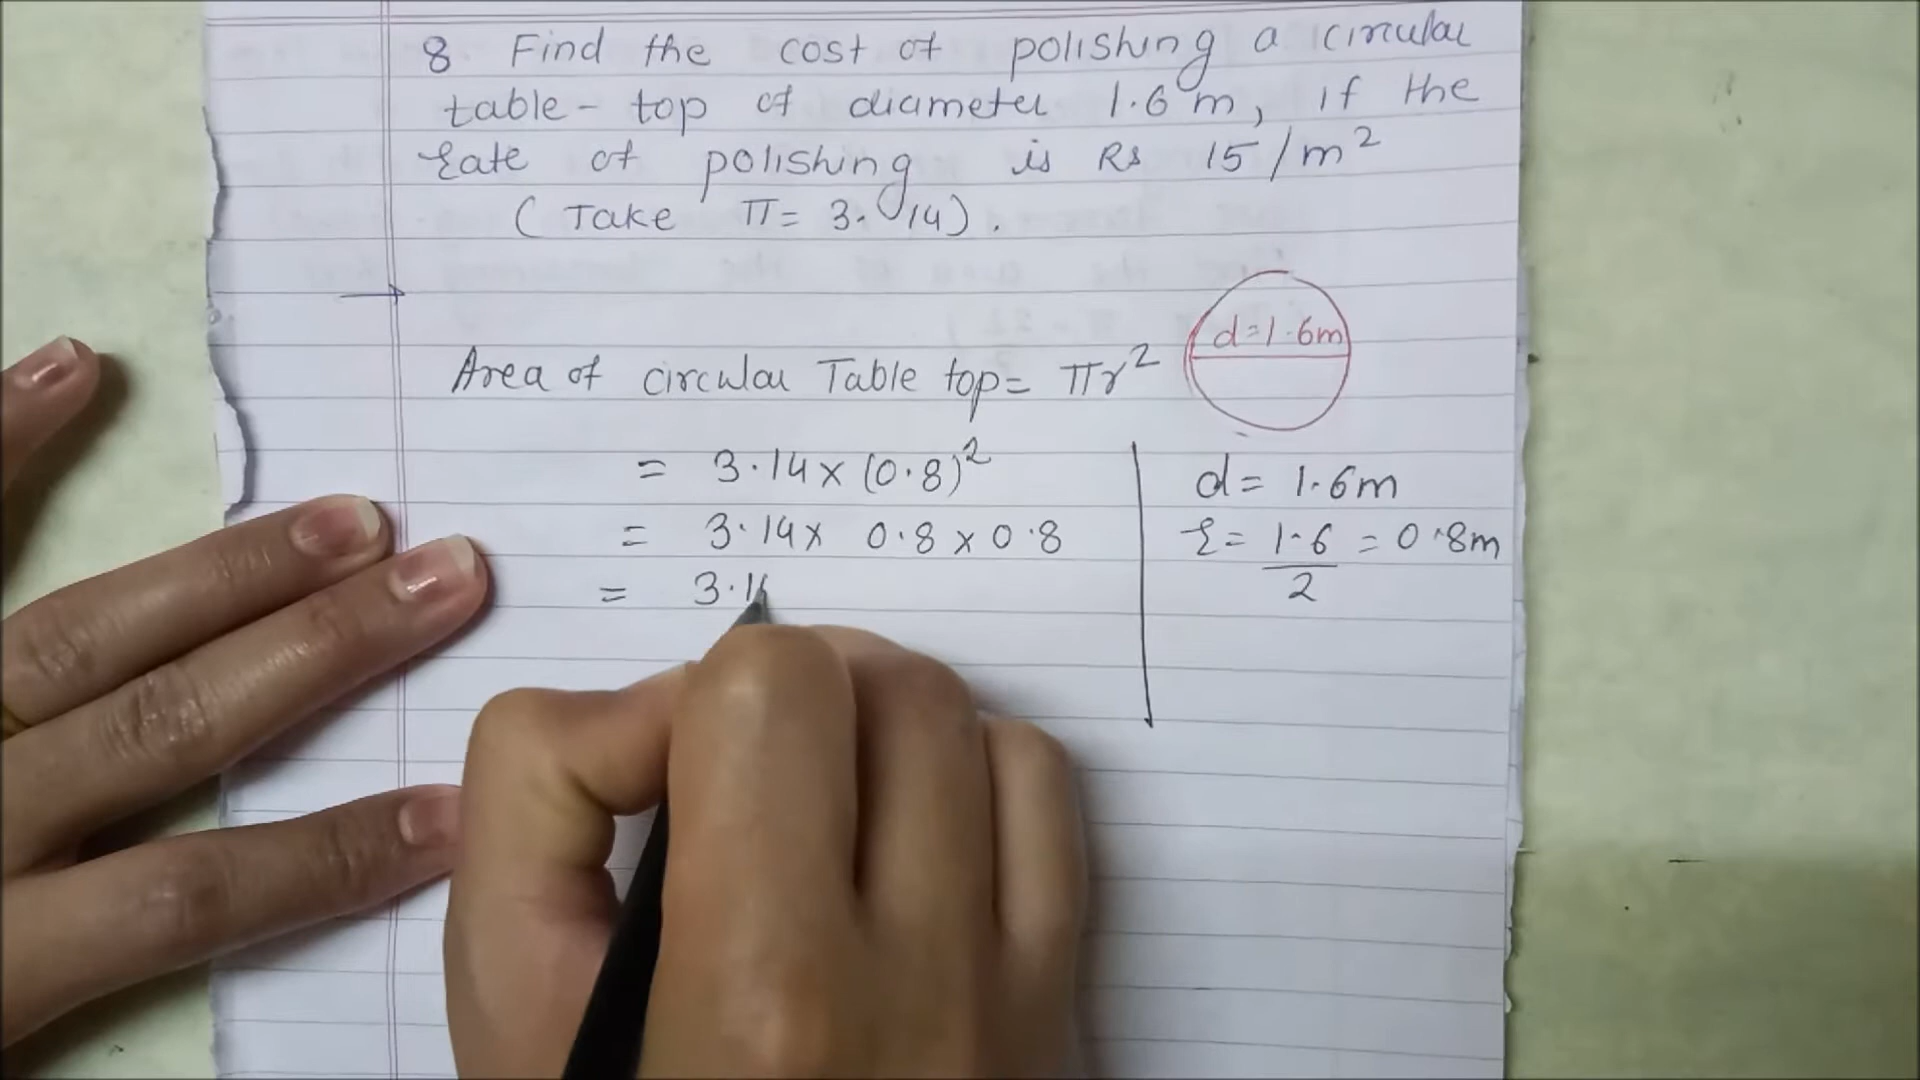 8 Find the cost of polishing a circular
table-top of diameter 1.6 m, if the
rate of polishing is Rs 15/m²
(Take π = 3.14).
d=1.6m
Area of circular Table top= πr²
= 3.14 x (0.8)²
= 3.14 x 0.8 x 0.8
= 3.1
d= 1.6m
r= 1.6/2 = 0.8m